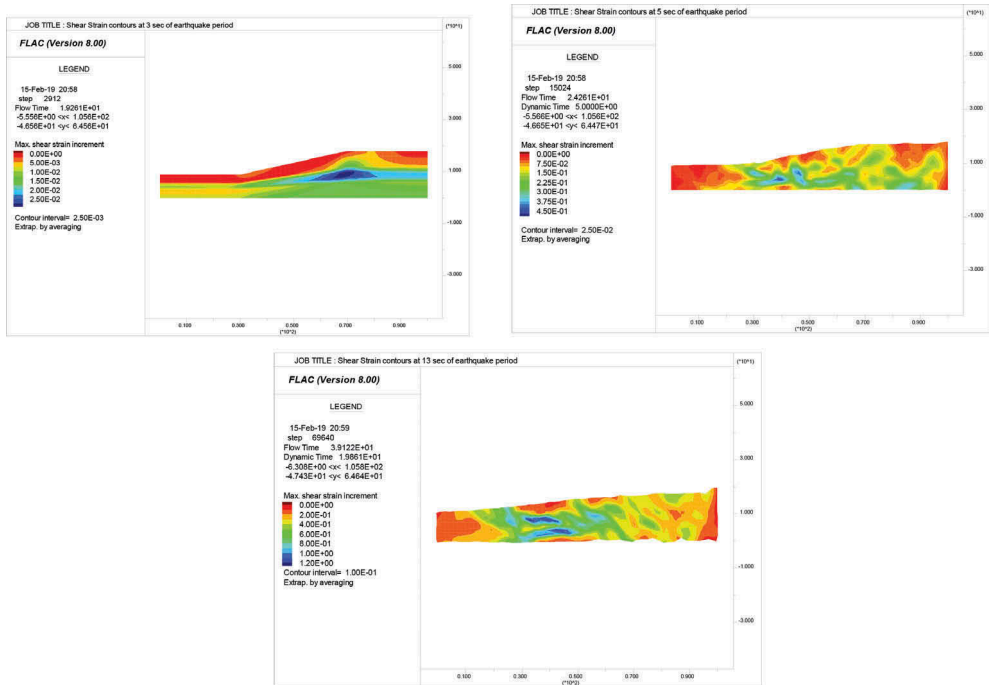 JOB TITLE : Shear Strain contours at 3 sec of earthquake period
(*10^1)
FLAC (Version 8.00)
LEGEND
15-Feb-19 20:58
step 2912
Flow Time 1.9261E+01
-5.556E+00 <x< 1.056E+02
-4.656E+01 <y< 6.456E+01
Max. shear strain increment
0.00E+00
5.00E-03
1.00E-02
1.50E-02
2.00E-02
2.50E-02
Contour interval= 2.50E-03
Extrap. by averaging
5.000
3.000
1.000
-1.000
-3.000
0.100 0.300 0.500 0.700 0.900
(*10^2)
JOB TITLE : Shear Strain contours at 5 sec of earthquake period
(*10^1)
FLAC (Version 8.00)
LEGEND
15-Feb-19 20:58
step 15024
Flow Time 2.4261E+01
Dynamic Time 5.0000E+00
-5.566E+00 <x< 1.056E+02
-4.665E+01 <y< 6.447E+01
Max. shear strain increment
0.00E+00
7.50E-02
1.50E-01
2.25E-01
3.00E-01
3.75E-01
4.50E-01
Contour interval= 2.50E-02
Extrap. by averaging
5.000
3.000
1.000
-1.000
-3.000
0.100 0.300 0.500 0.700 0.900
(*10^2)
JOB TITLE : Shear Strain contours at 13 sec of earthquake period
(*10^1)
FLAC (Version 8.00)
LEGEND
15-Feb-19 20:59
step 69640
Flow Time 3.9122E+01
Dynamic Time 1.9861E+01
-6.308E+00 <x< 1.058E+02
-4.743E+01 <y< 6.464E+01
Max. shear strain increment
0.00E+00
2.00E-01
4.00E-01
6.00E-01
8.00E-01
1.00E+00
1.20E+00
Contour interval= 1.00E-01
Extrap. by averaging
5.000
3.000
1.000
-1.000
-3.000
0.100 0.300 0.500 0.700 0.900
(*10^2)